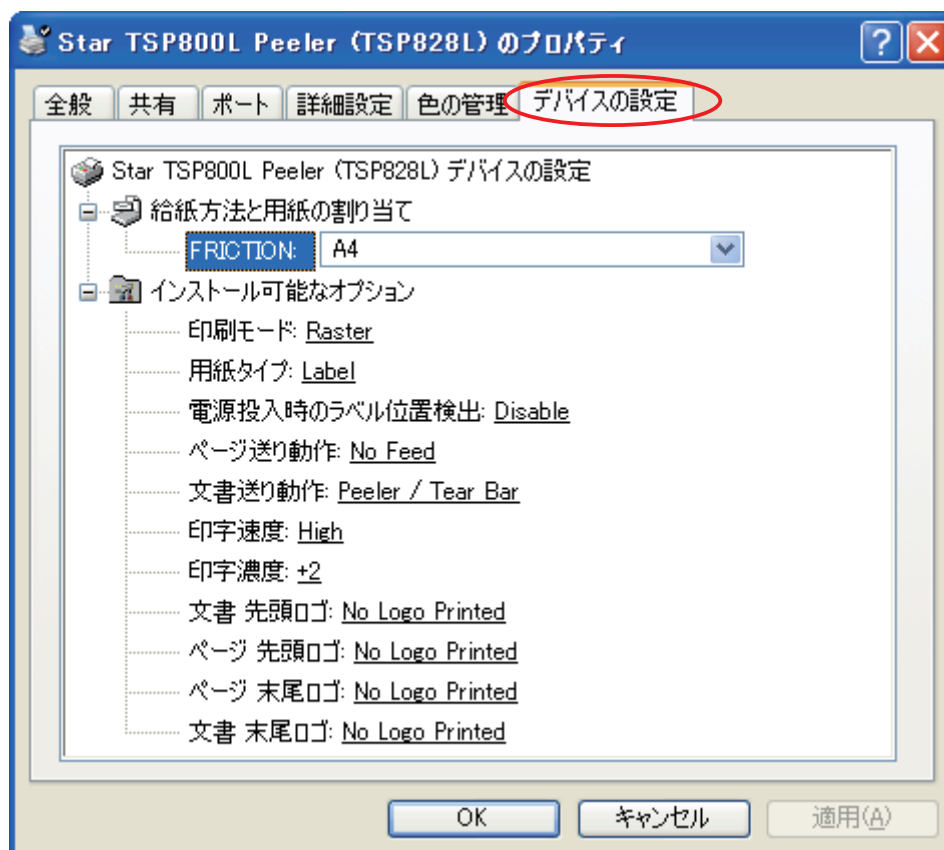 Star TSP800L Peeler (TSP828L) のプロパティ
全般 共有 ポート 詳細設定 色の管理 デバイスの設定
Star TSP800L Peeler (TSP828L) デバイスの設定
給紙方法と用紙の割り当て
FRICTION: A4
インストール可能なオプション
印刷モード: Raster
用紙タイプ: Label
電源投入時のラベル位置検出: Disable
ページ送り動作: No Feed
文書送り動作: Peeler / Tear Bar
印字速度: High
印字濃度: +2
文書 先頭ロゴ: No Logo Printed
ページ 先頭ロゴ: No Logo Printed
ページ 末尾ロゴ: No Logo Printed
文書 末尾ロゴ: No Logo Printed
OK キャンセル 適用(A)